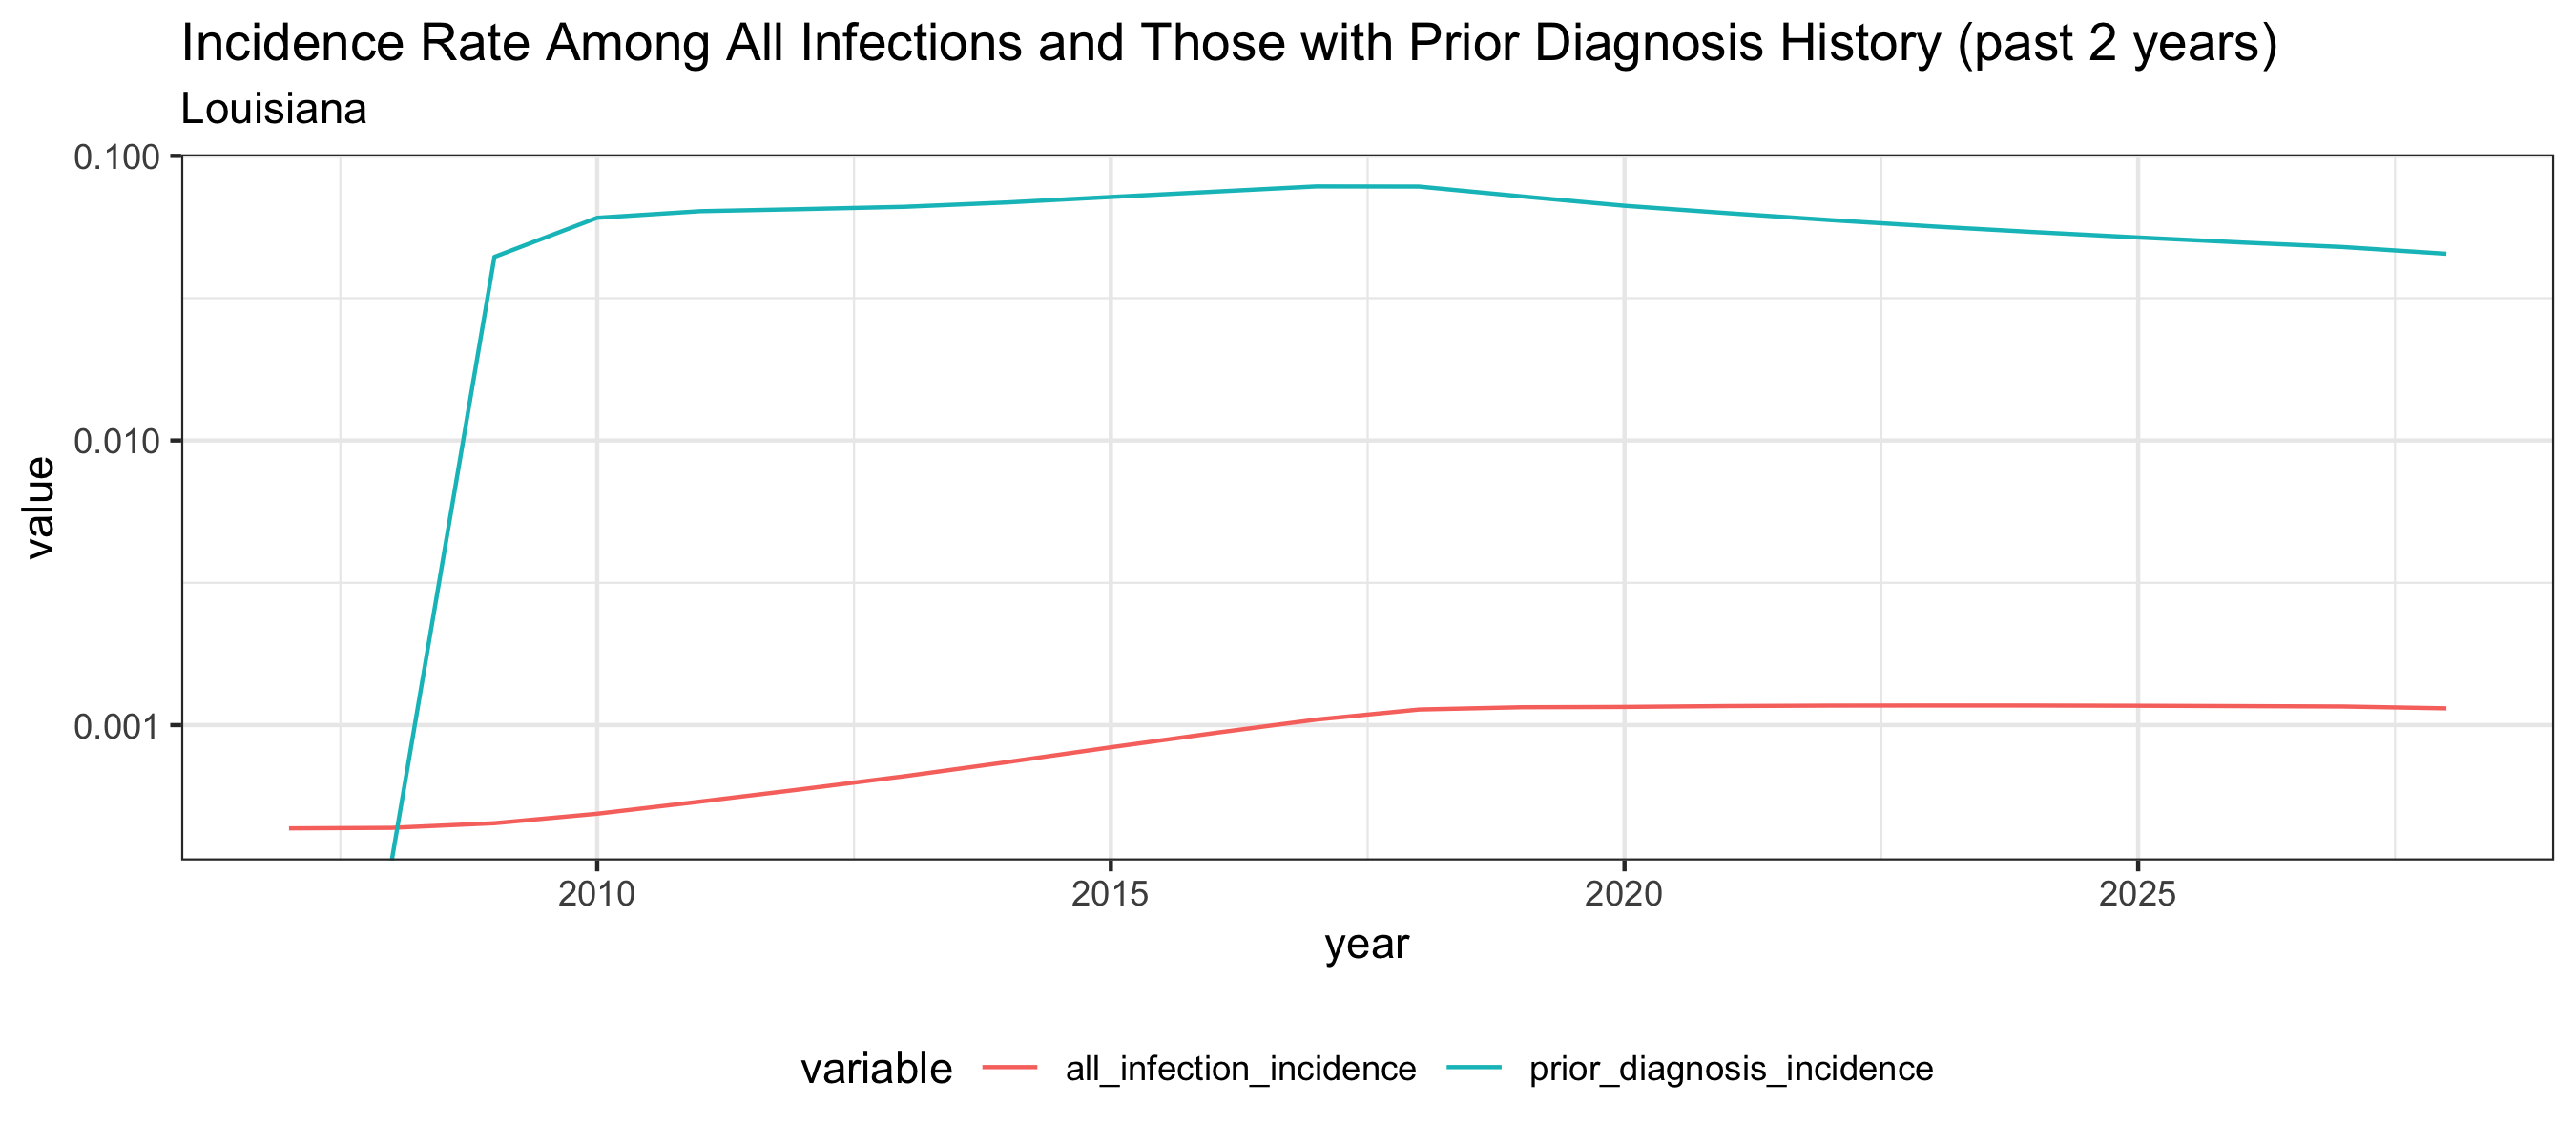 Incidence Rate Among All Infections and Those with Prior Diagnosis History (past 2 years)
Louisiana
0.100
0.010
0.001
value
2010 2015 2020 2025
year
variable all_infection_incidence prior_diagnosis_incidence